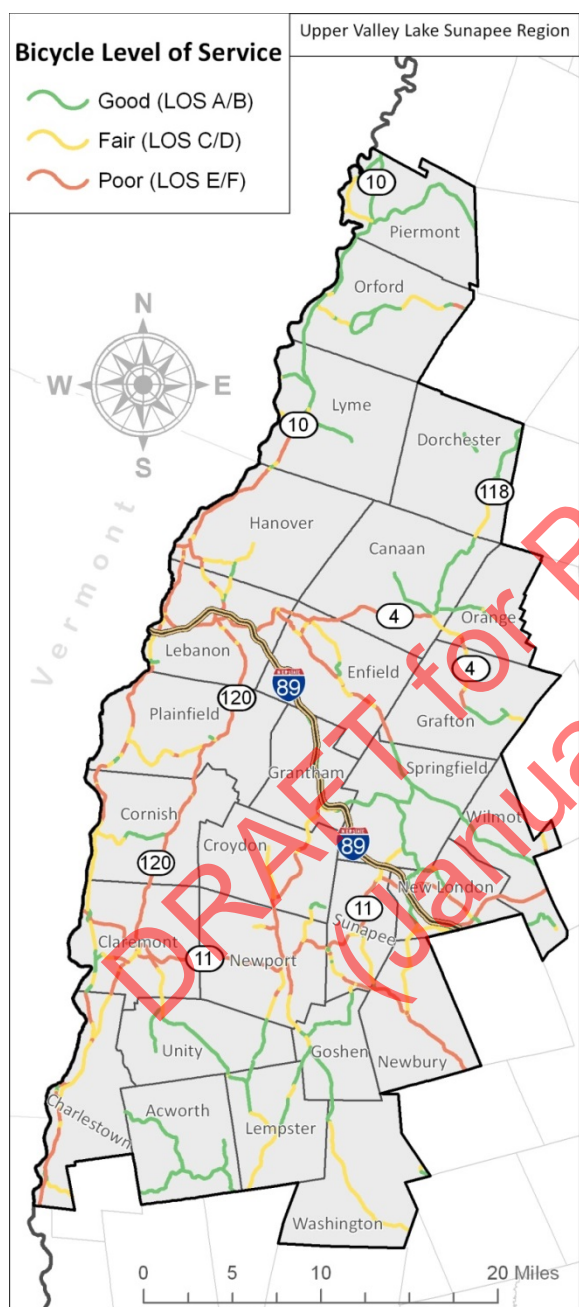 Upper Valley Lake Sunapee Region
Bicycle Level of Service
Good (LOS A/B)
Fair (LOS C/D)
Poor (LOS E/F)
10
Piermont
Orford
N
W E
S
Lyme
10
Dorchester
118
Hanover
Canaan
Vermont
4
Orange
Lebanon
Enfield
4
89
120
Plainfield
Grafton
Grantham
Springfield
Cornish
Wilmot
Croydon
89
120
New London
11
Sunapee
Claremont
11
Newport
Unity
Goshen
Newbury
Charlestown
Acworth
Lempster
Washington
DRAFT for
(Janua
0 5 10 20 Miles